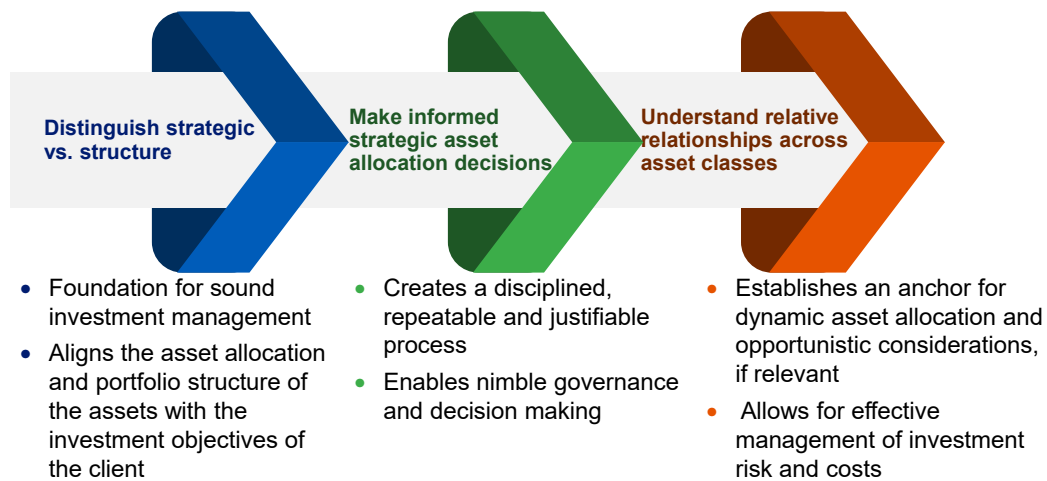 Distinguish strategic
vs. structure
Make informed
strategic asset
allocation decisions
Understand relative
relationships across
asset classes
• Foundation for sound
investment management
• Aligns the asset allocation
and portfolio structure of
the assets with the
investment objectives of
the client
• Creates a disciplined,
repeatable and justifiable
process
• Enables nimble governance
and decision making
• Establishes an anchor for
dynamic asset allocation and
opportunistic considerations,
if relevant
• Allows for effective
management of investment
risk and costs